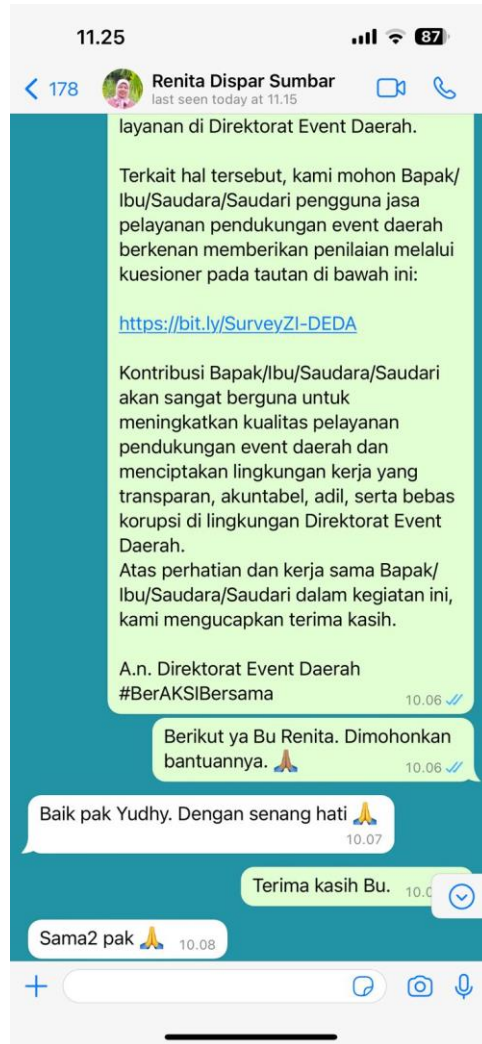 11.25
87
178
Renita Dispar Sumbar
last seen today at 11.15
layanan di Direktorat Event Daerah.
Terkait hal tersebut, kami mohon Bapak/
Ibu/Saudara/Saudari pengguna jasa
pelayanan pendukungan event daerah
berkenan memberikan penilaian melalui
kuesioner pada tautan di bawah ini:
https://bit.ly/SurveyZI-DEDA
Kontribusi Bapak/Ibu/Saudara/Saudari
akan sangat berguna untuk
meningkatkan kualitas pelayanan
pendukungan event daerah dan
menciptakan lingkungan kerja yang
transparan, akuntabel, adil, serta bebas
korupsi di lingkungan Direktorat Event
Daerah.
Atas perhatian dan kerja sama Bapak/
Ibu/Saudara/Saudari dalam kegiatan ini,
kami mengucapkan terima kasih.
A.n. Direktorat Event Daerah
#BerAKSIBersama
10.06
Berikut ya Bu Renita. Dimohonkan
bantuannya. 🙏🏽
10.06
Baik pak Yudhy. Dengan senang hati 🙏
10.07
Terima kasih Bu.
Sama2 pak 🙏 10.08